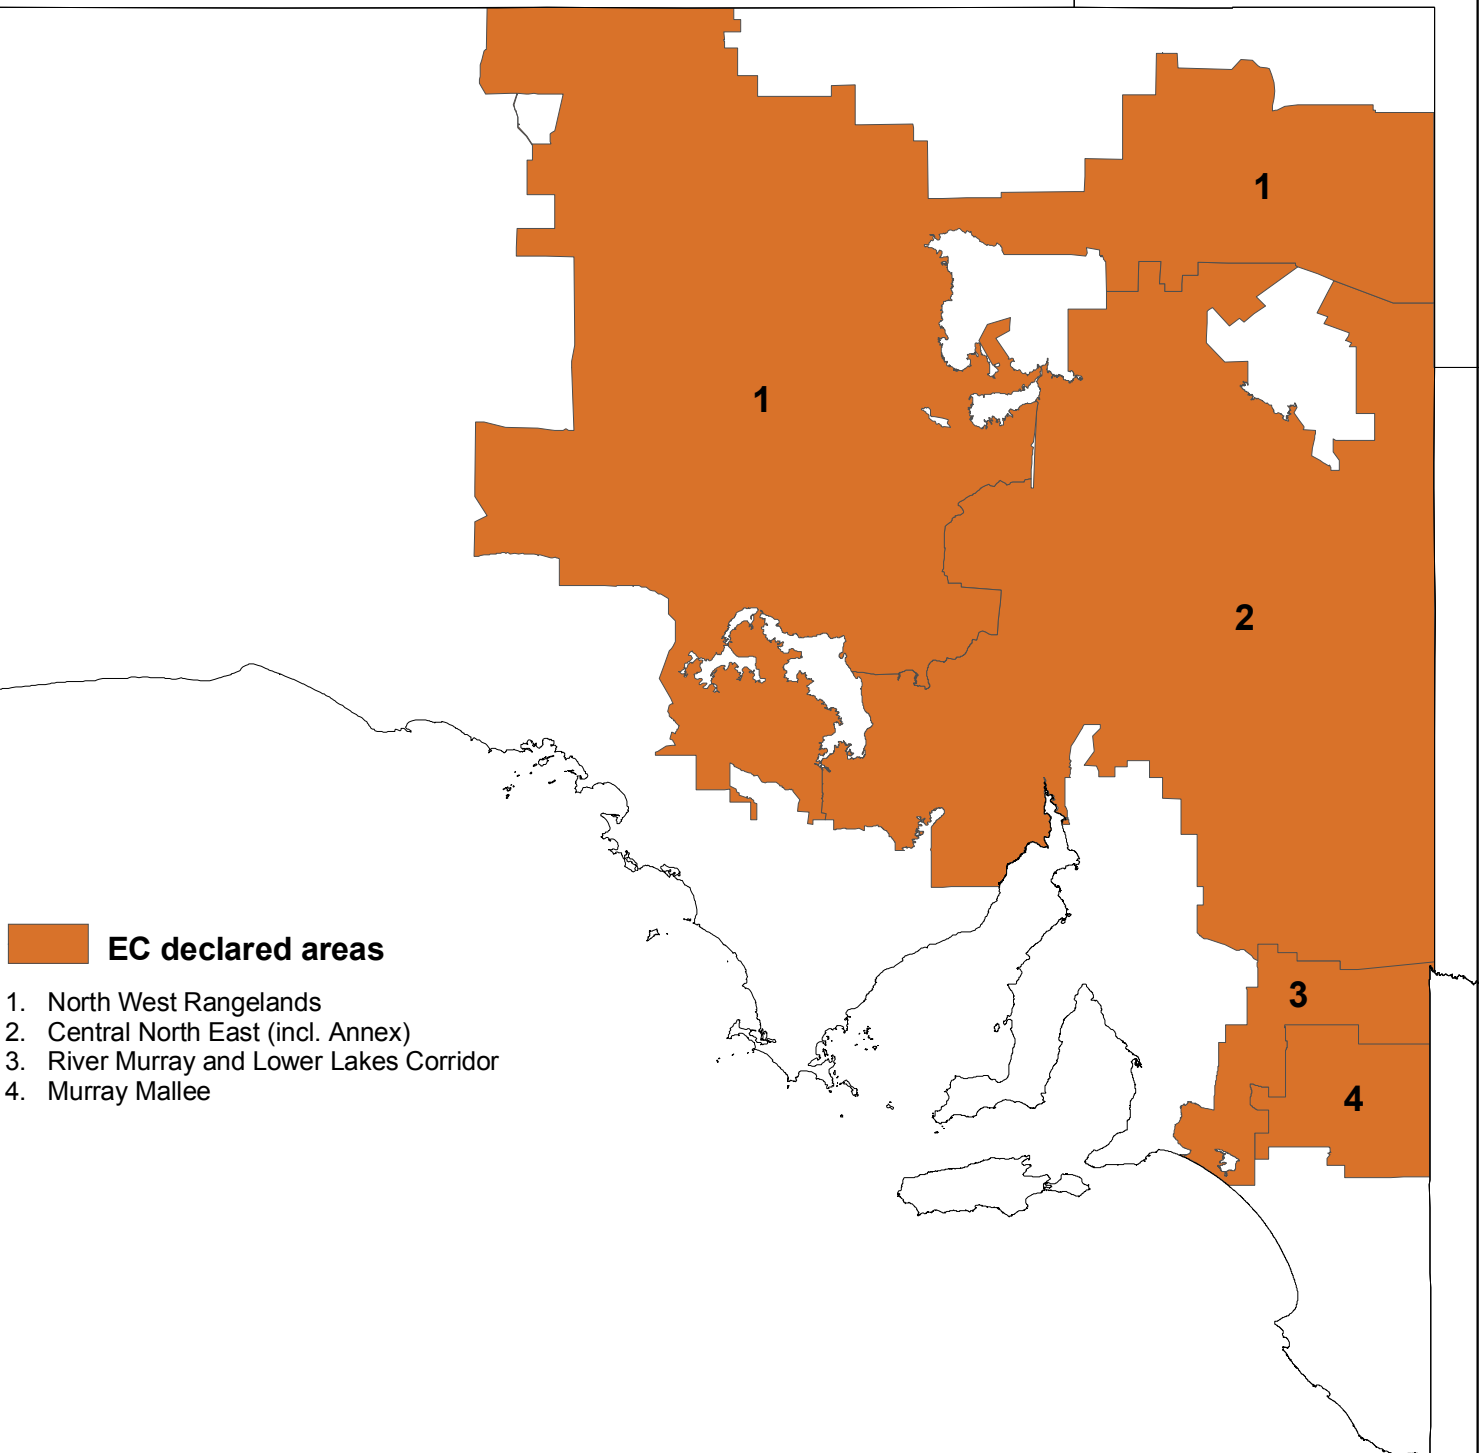 1
1
2
EC declared areas
3
1. North West Rangelands
2. Central North East (incl. Annex)
3. River Murray and Lower Lakes Corridor
4. Murray Mallee
4